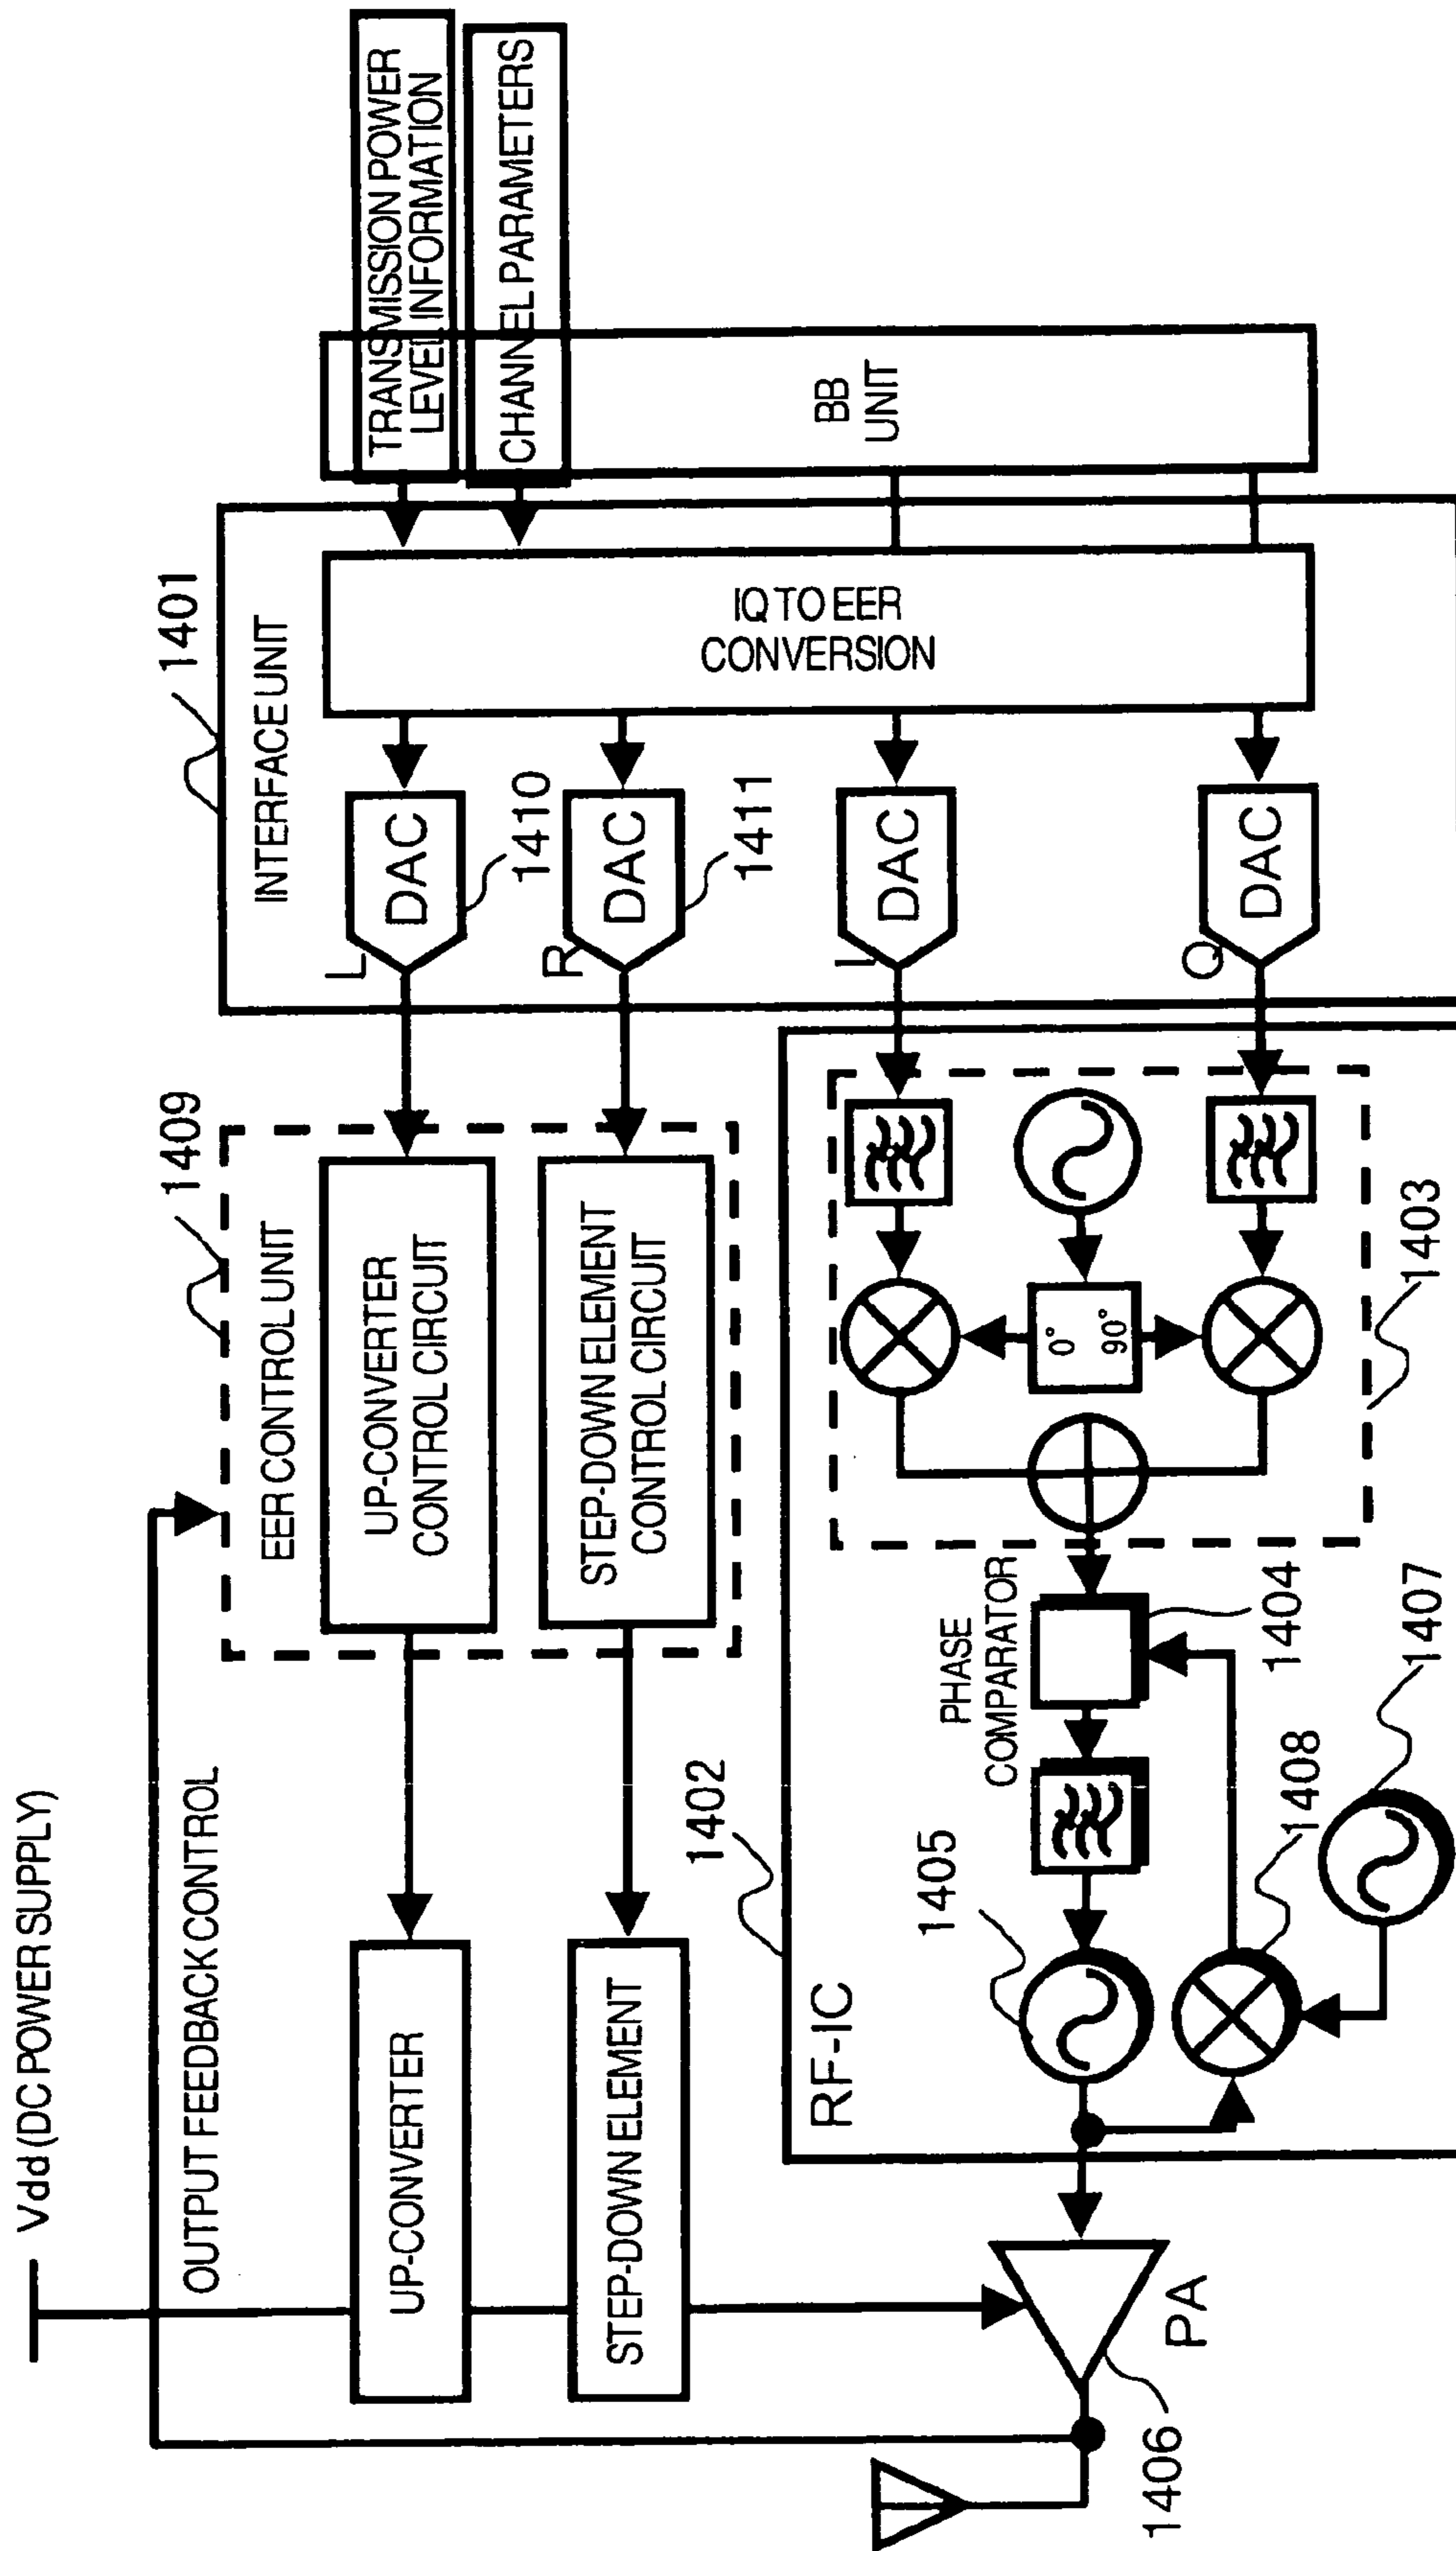 Vdd (DC POWER SUPPLY)
OUTPUT FEEDBACK CONTROL
1409
1401
EER CONTROL UNIT
INTERFACE UNIT
UP-CONVERTER
UP-CONVERTER
CONTROL CIRCUIT
L
DAC
1410
TRANSMISSION POWER
LEVEL INFORMATION
CHANNEL PARAMETERS
STEP-DOWN ELEMENT
STEP-DOWN ELEMENT
CONTROL CIRCUIT
R
DAC
1411
IQ TO EER
CONVERSION
BB
UNIT
1402
RF-IC
I
DAC
1405
PHASE
COMPARATOR
0°
90°
PA
1406
1408
1404
1407
1403
Q
DAC